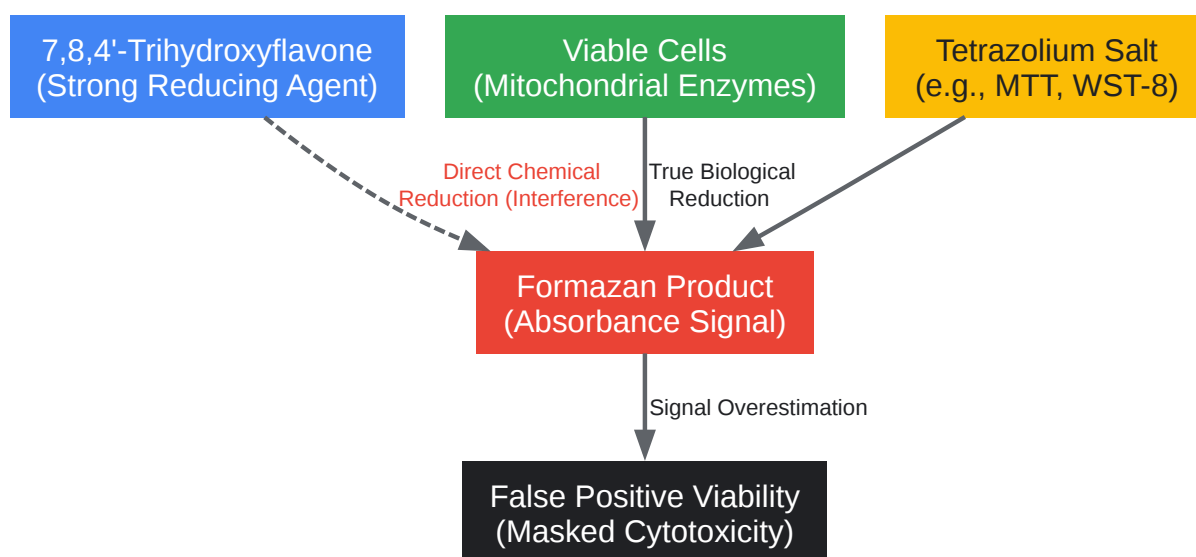 7,8,4'-Trihydroxyflavone
(Strong Reducing Agent)
Viable Cells
(Mitochondrial Enzymes)
Tetrazolium Salt
(e.g., MTT, WST-8)
Direct Chemical
Reduction (Interference)
True Biological
Reduction
Formazan Product
(Absorbance Signal)
Signal Overestimation
False Positive Viability
(Masked Cytotoxicity)